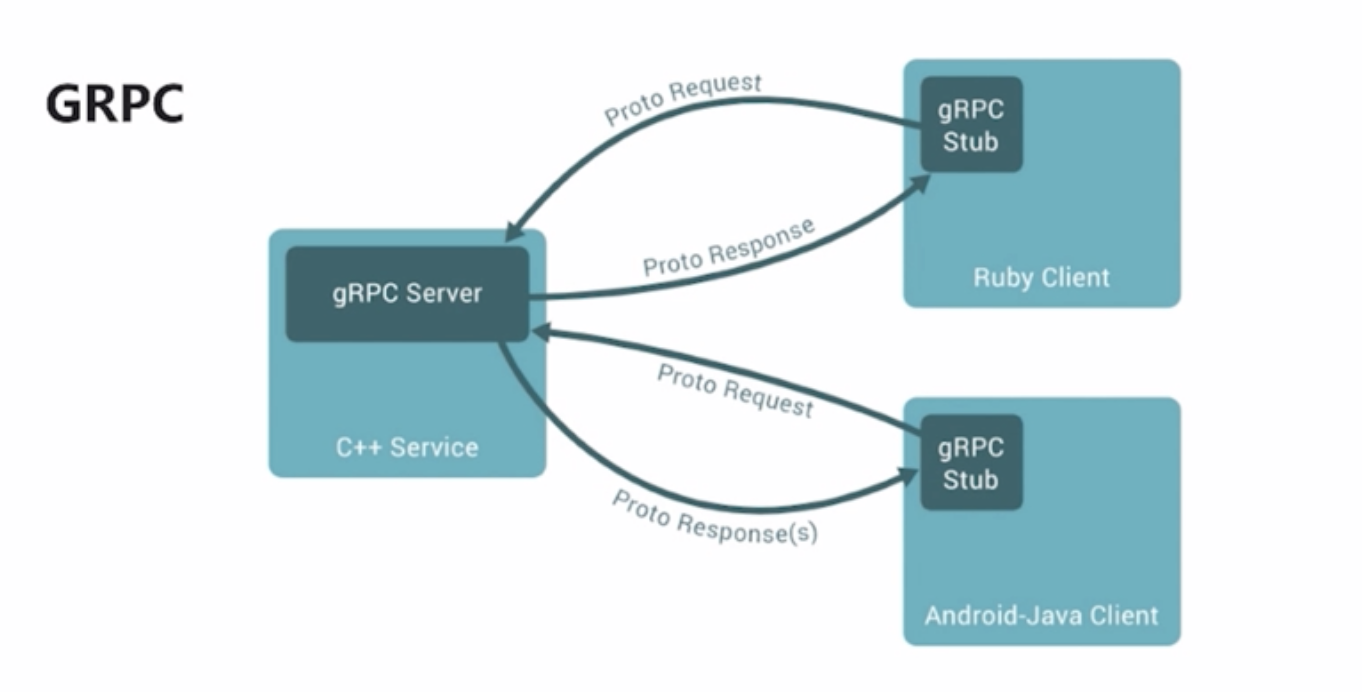 GRPC
Proto Request
gRPC
Stub
Proto Response
Ruby Client
gRPC Server
C++ Service
Proto Request
gRPC
Stub
Proto Response(s)
Android-Java Client